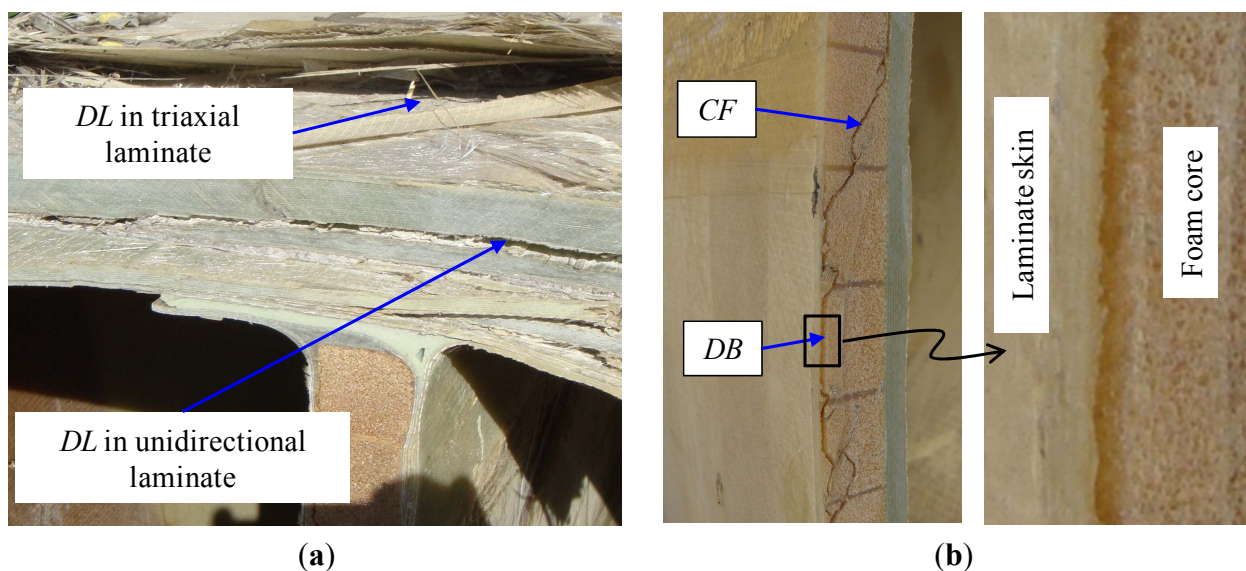 DL in triaxial
laminate
DL in unidirectional
laminate
CF
DB
Laminate skin
Foam core
(a)
(b)